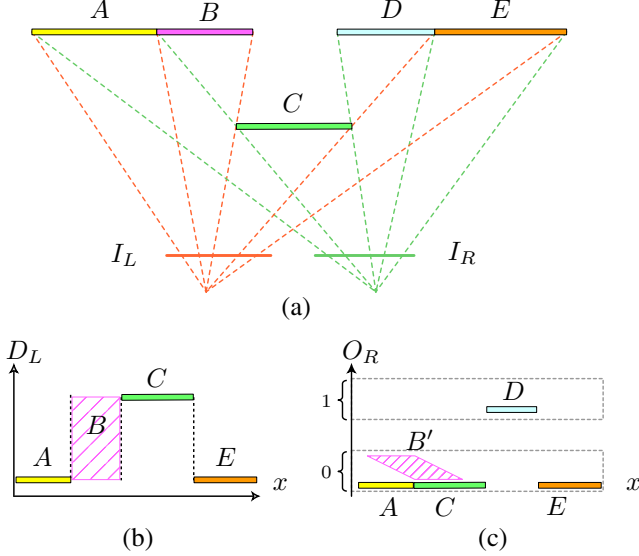 A B D E
C
I_L I_R
(a)
D_L
C
B
A E x
(b)
O_R
1 D
B′
0
A C E x
(c)